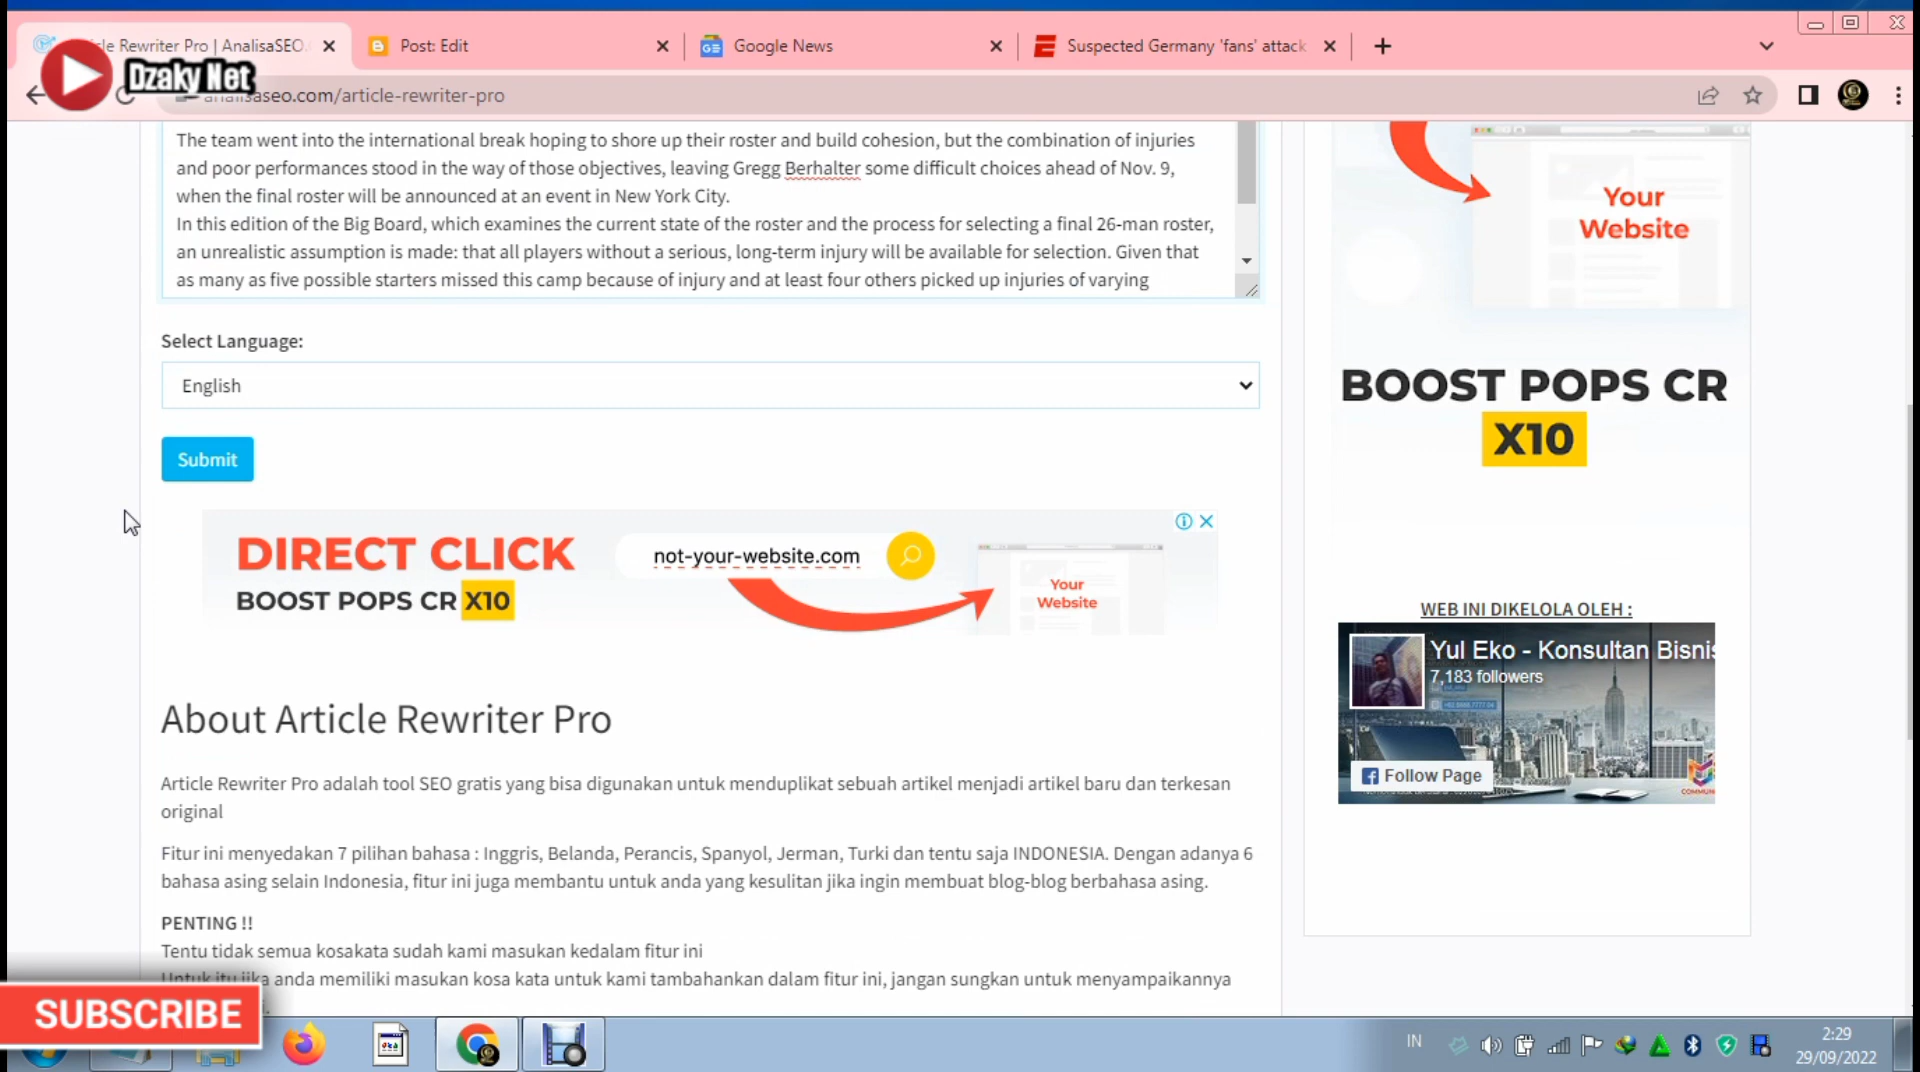 le Rewriter Pro | AnalisaSEO.
Post: Edit
Google News
Suspected Germany 'fans' attack
Dzaky Net
analisaseo.com/article-rewriter-pro
The team went into the international break hoping to shore up their roster and build cohesion, but the combination of injuries
and poor performances stood in the way of those objectives, leaving Gregg Berhalter some difficult choices ahead of Nov. 9,
when the final roster will be announced at an event in New York City.
In this edition of the Big Board, which examines the current state of the roster and the process for selecting a final 26-man roster,
an unrealistic assumption is made: that all players without a serious, long-term injury will be available for selection. Given that
as many as five possible starters missed this camp because of injury and at least four others picked up injuries of varying
Select Language:
English
Submit
DIRECT CLICK
BOOST POPS CR X10
not-your-website.com
Your
Website
About Article Rewriter Pro
Article Rewriter Pro adalah tool SEO gratis yang bisa digunakan untuk menduplikat sebuah artikel menjadi artikel baru dan terkesan
original
Fitur ini menyedakan 7 pilihan bahasa : Inggris, Belanda, Perancis, Spanyol, Jerman, Turki dan tentu saja INDONESIA. Dengan adanya 6
bahasa asing selain Indonesia, fitur ini juga membantu untuk anda yang kesulitan jika ingin membuat blog-blog berbahasa asing.
PENTING !!
Tentu tidak semua kosakata sudah kami masukan kedalam fitur ini
Untuk itu jika anda memiliki masukan kosa kata untuk kami tambahankan dalam fitur ini, jangan sungkan untuk menyampaikannya
Your
Website
BOOST POPS CR
X10
WEB INI DIKELOLA OLEH :
Yul Eko - Konsultan Bisnis
7,183 followers
Follow Page
COMMUN
SUBSCRIBE
IN
2:29
29/09/2022